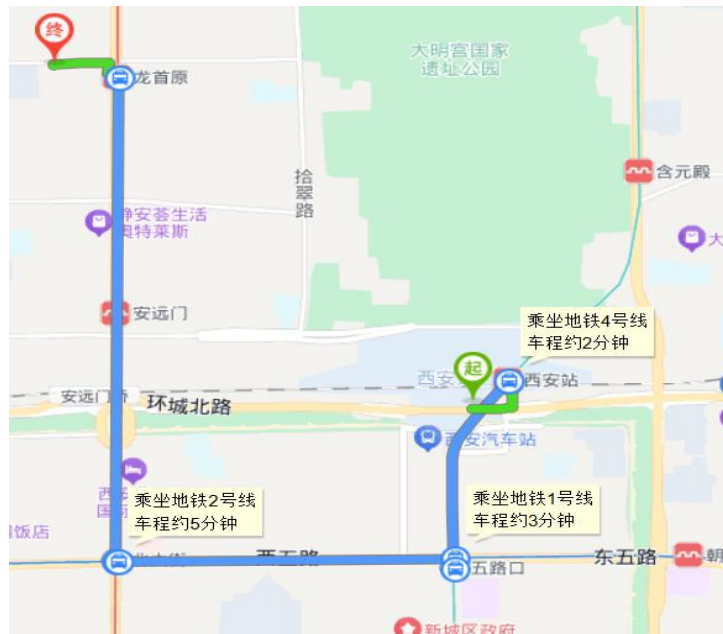 终
大明宫国家
遗址公园
龙首原
含元殿
拾翠路
静安荟生活
奥特莱斯
大
安远门
乘坐地铁4号线
车程约2分钟
起
西安
西安站
安远门
环城北路
西安汽车站
乘坐地铁2号线
车程约5分钟
乘坐地铁1号线
车程约3分钟
饭店
西五路
五路口
东五路
朝
新城区政府